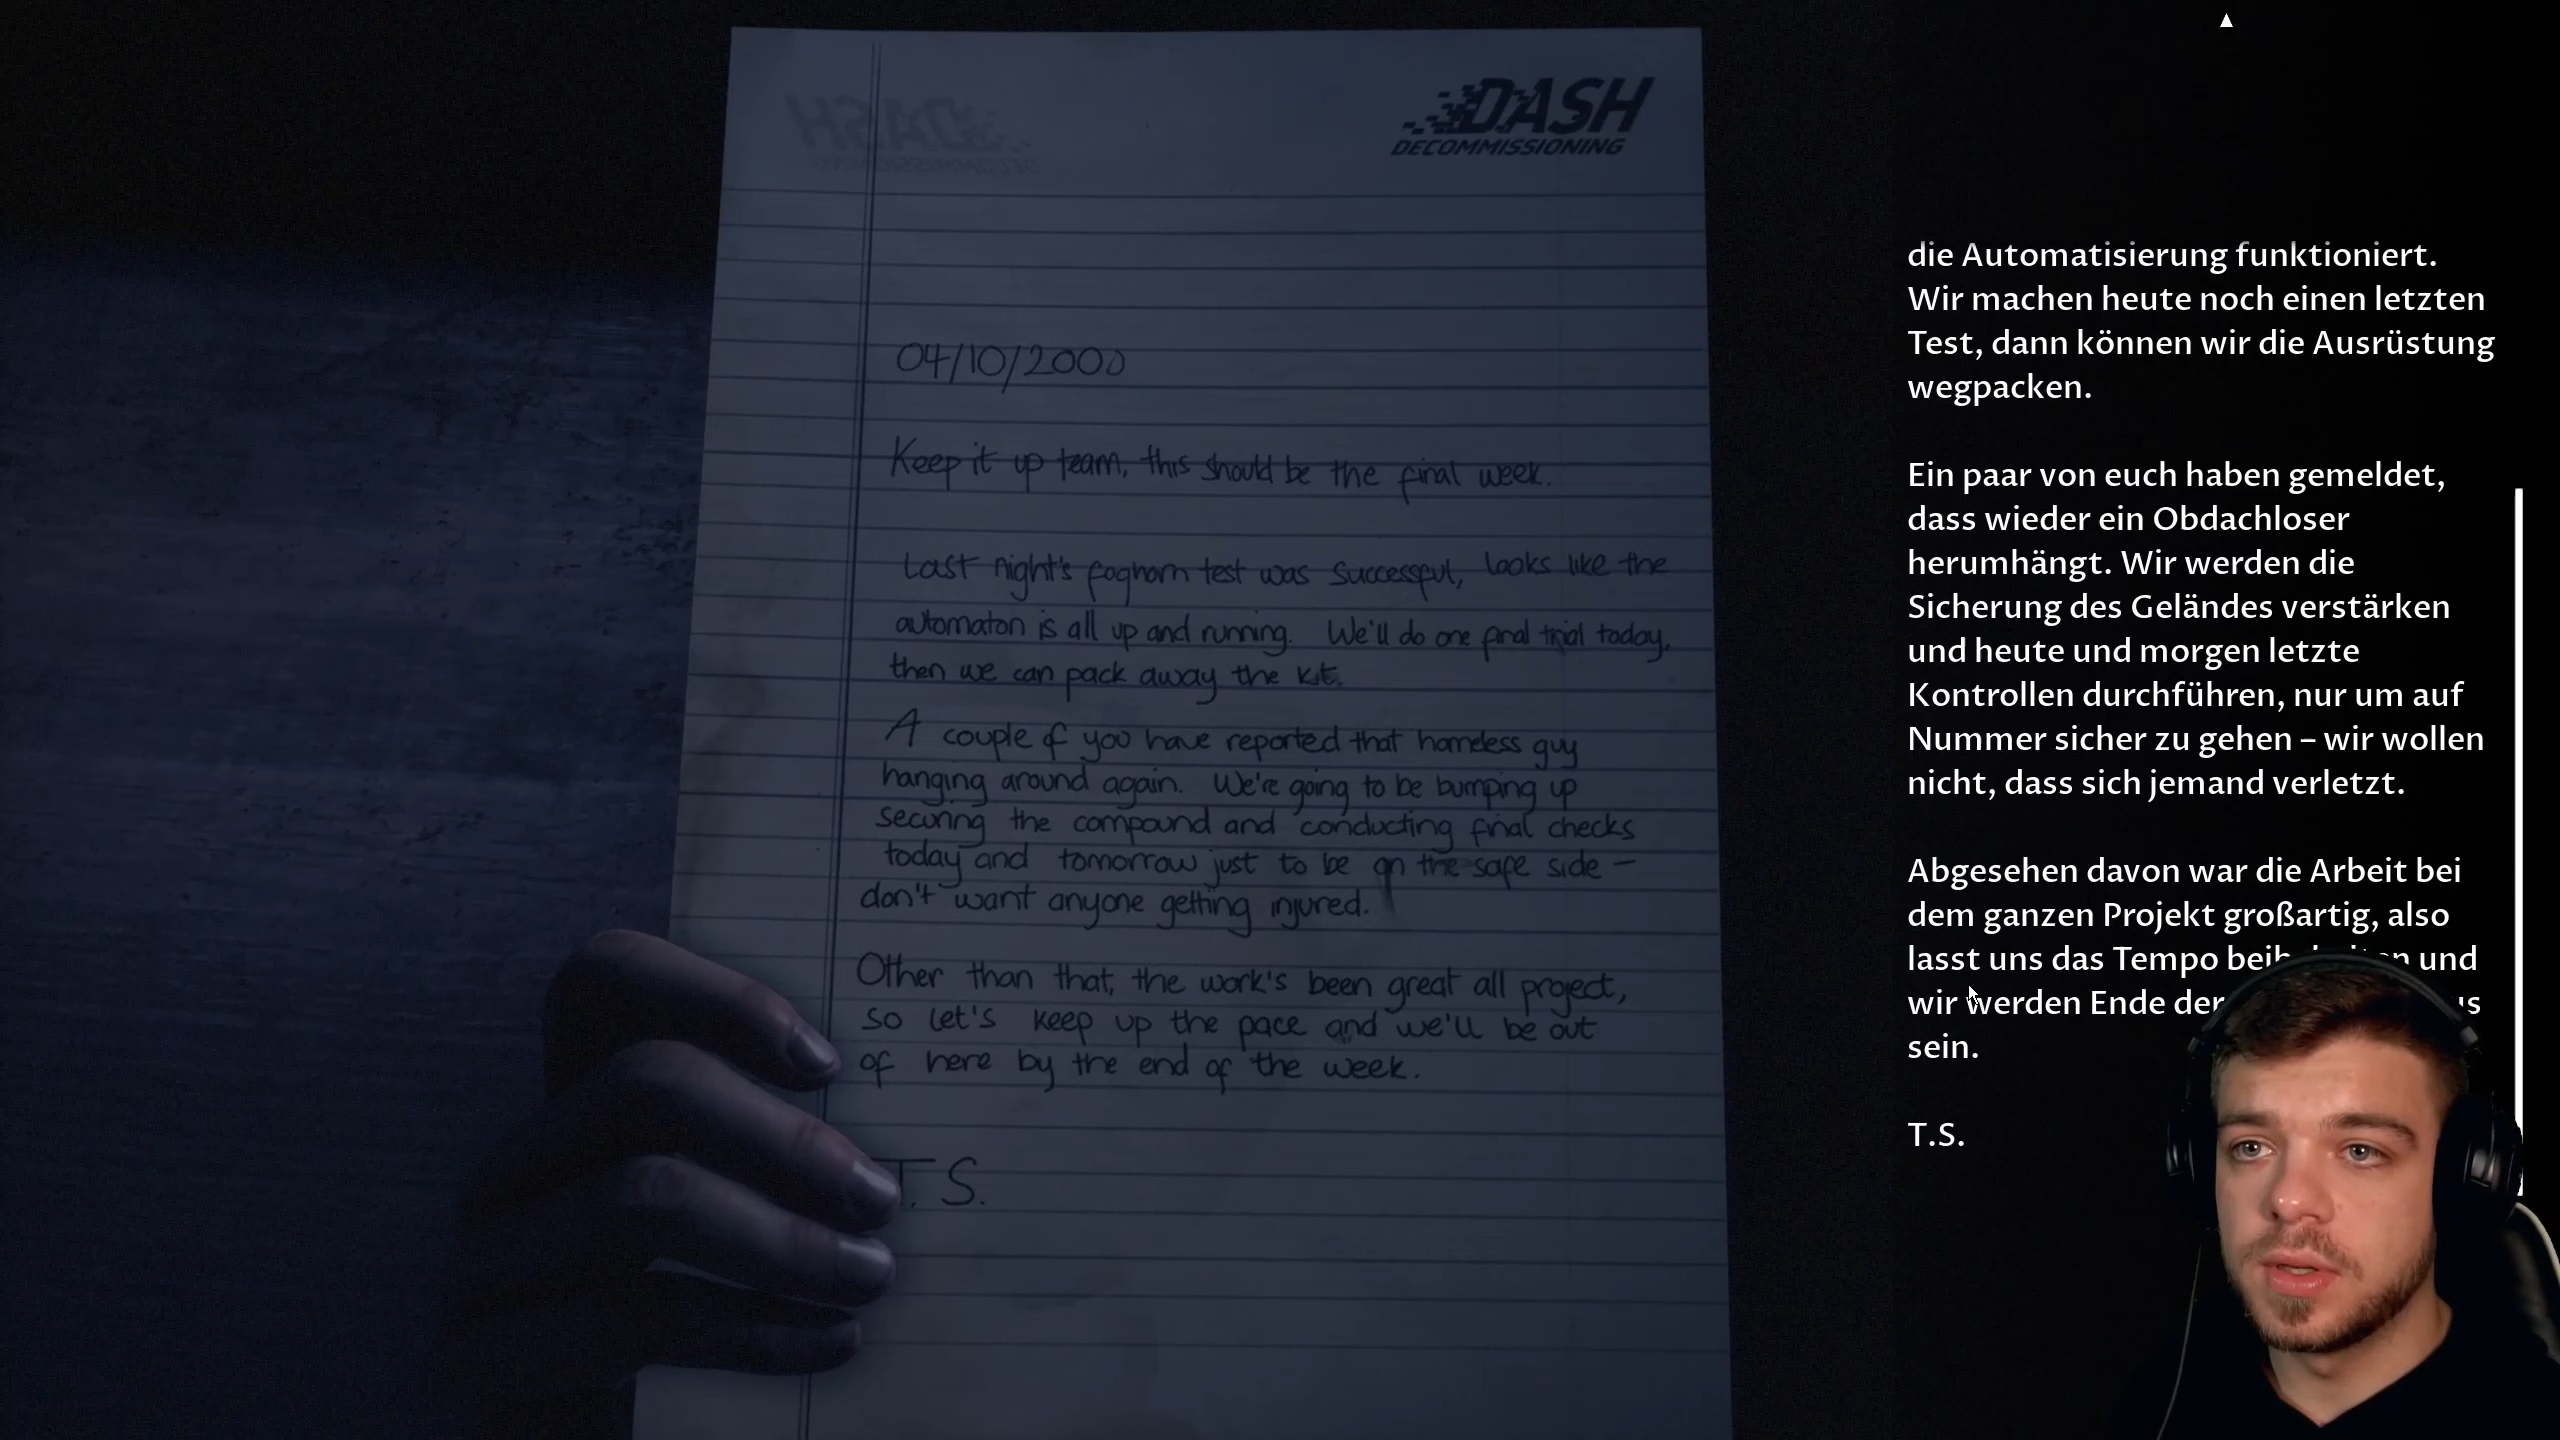 DASH
DECOMMISSIONING
04/10/2000
Keep it up team, this should be the final week.
Last night's foghorn test was successful, looks like the
automaton is all up and running. We'll do one final trial today,
then we can pack away the kit.
A couple of you have reported that homeless guy
hanging around again. We're going to be bumping up
securing the compound and conducting final checks
today and tomorrow just to be on the safe side –
don't want anyone getting injured.
Other than that, the work's been great all project,
so let's keep up the pace and we'll be out
of here by the end of the week.
T. S.
die Automatisierung funktioniert.
Wir machen heute noch einen letzten
Test, dann können wir die Ausrüstung
wegpacken.
Ein paar von euch haben gemeldet,
dass wieder ein Obdachloser
herumhängt. Wir werden die
Sicherung des Geländes verstärken
und heute und morgen letzte
Kontrollen durchführen, nur um auf
Nummer sicher zu gehen – wir wollen
nicht, dass sich jemand verletzt.
Abgesehen davon war die Arbeit bei
dem ganzen Projekt großartig, also
lasst uns das Tempo und
wir werden Ende der
sein.
T.S.